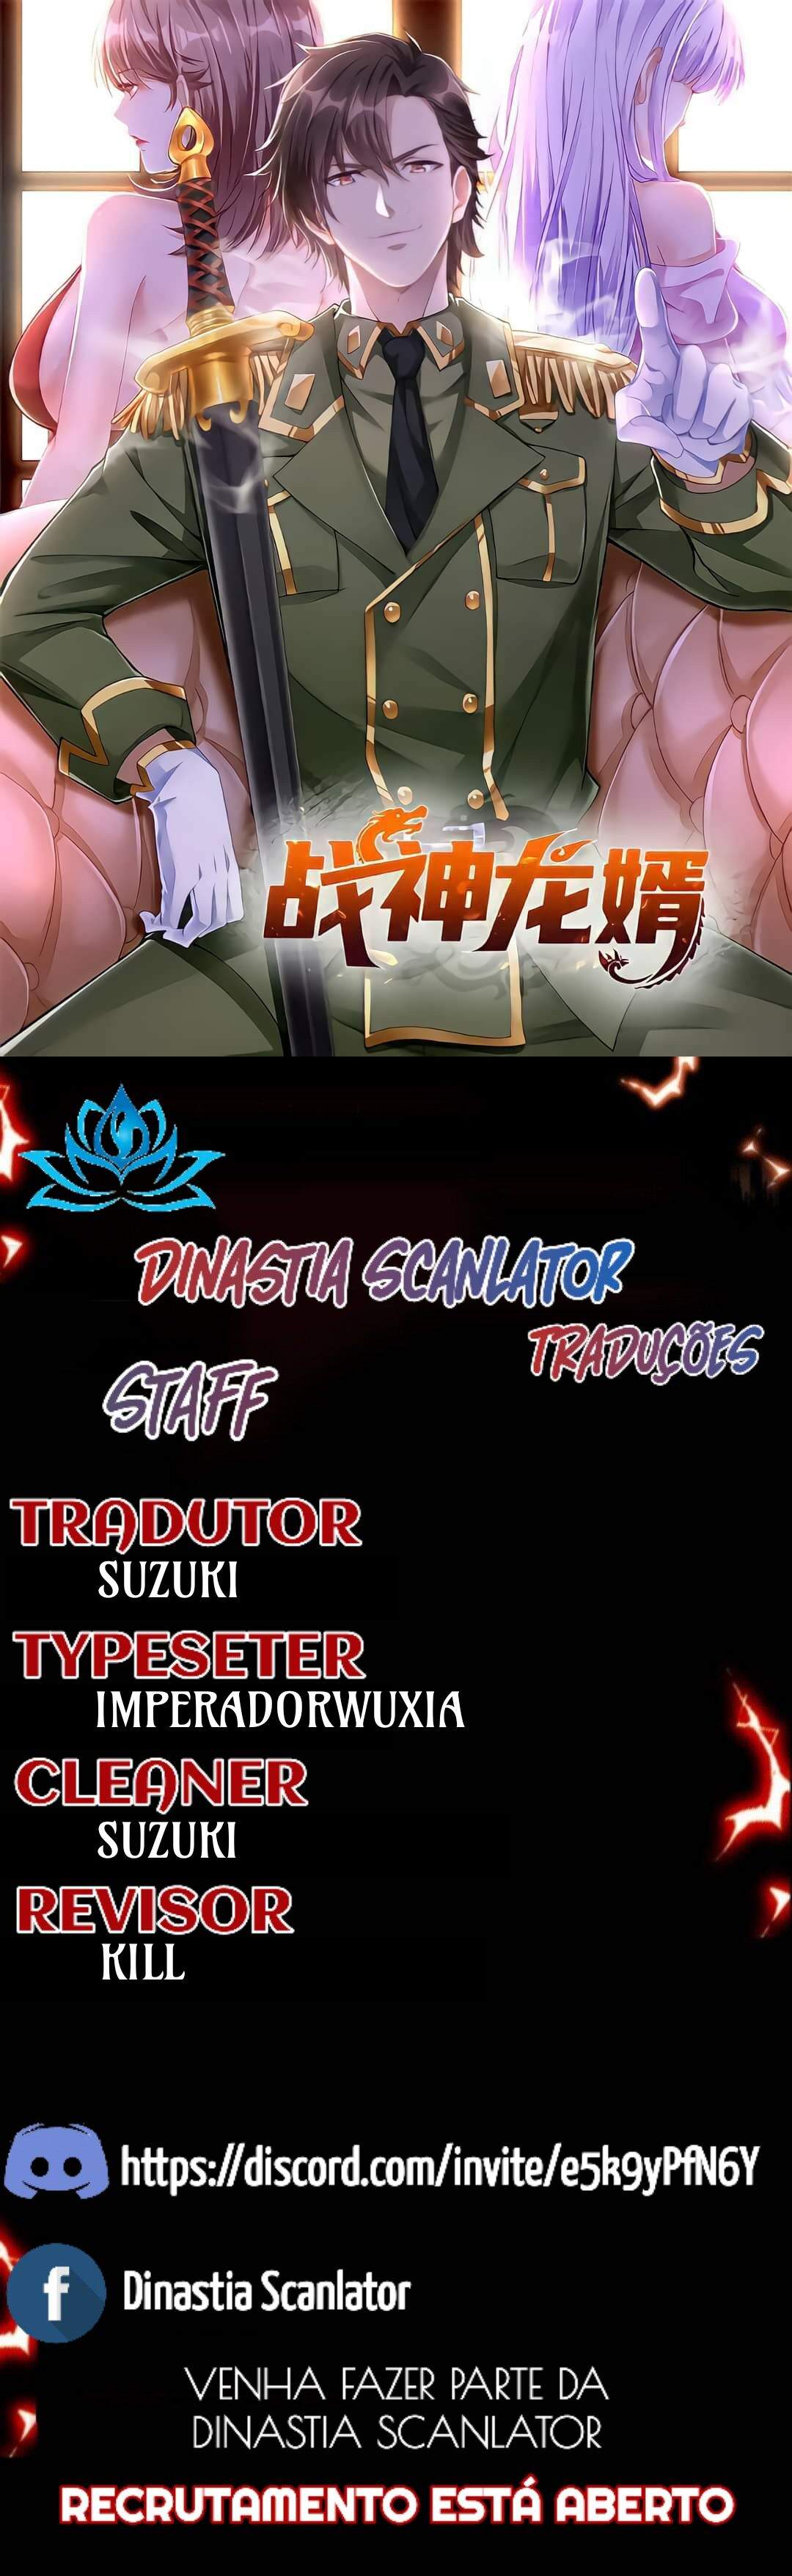 战神龙婿
DINASTIA SCANLATOR
TRADUÇÕES
STAFF
TRADUTOR
SUZUKI
TYPESETER
IMPERADORWUXIA
CLEANER
SUZUKI
REVISOR
KILL
https://discord.com/invite/e5k9yPfN6Y
f Dinastia Scanlator
VENHA FAZER PARTE DA
DINASTIA SCANLATOR
RECRUTAMENTO ESTÁ ABERTO